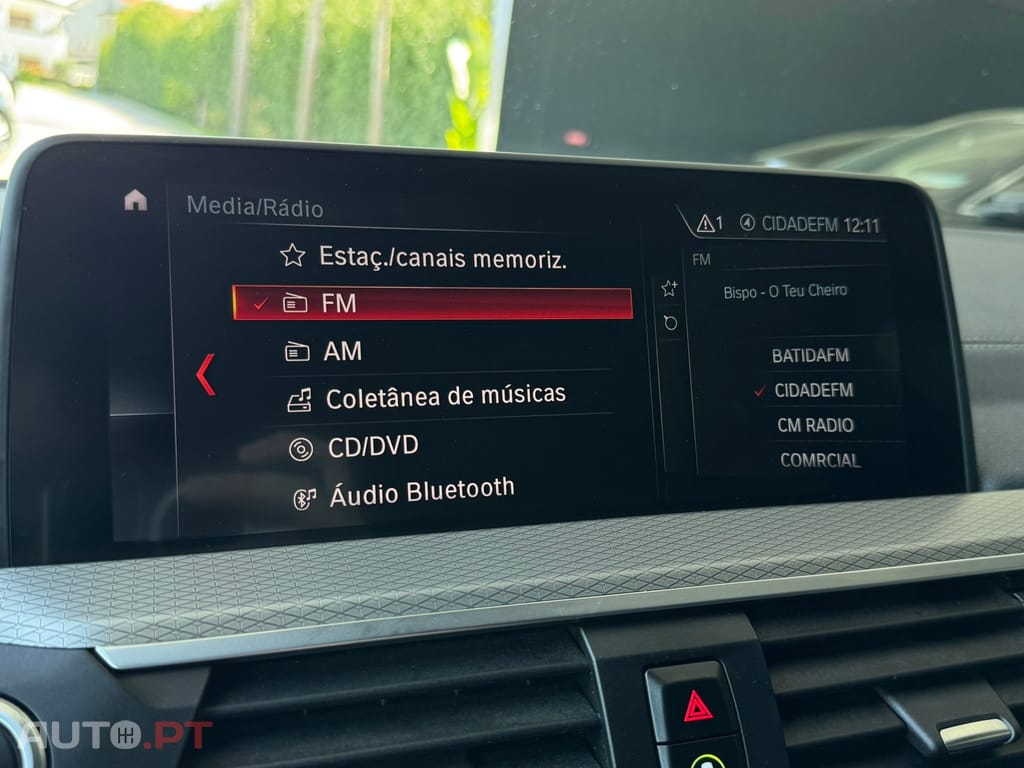 Media/Rádio
1 CIDADEFM 12:11
Estaç./canais memoriz.
FM
AM
Coletânea de músicas
CD/DVD
Áudio Bluetooth
FM
Bispo - O Teu Cheiro
BATIDAFM
CIDADEFM
CM RADIO
COMRCIAL
AUTO.PT